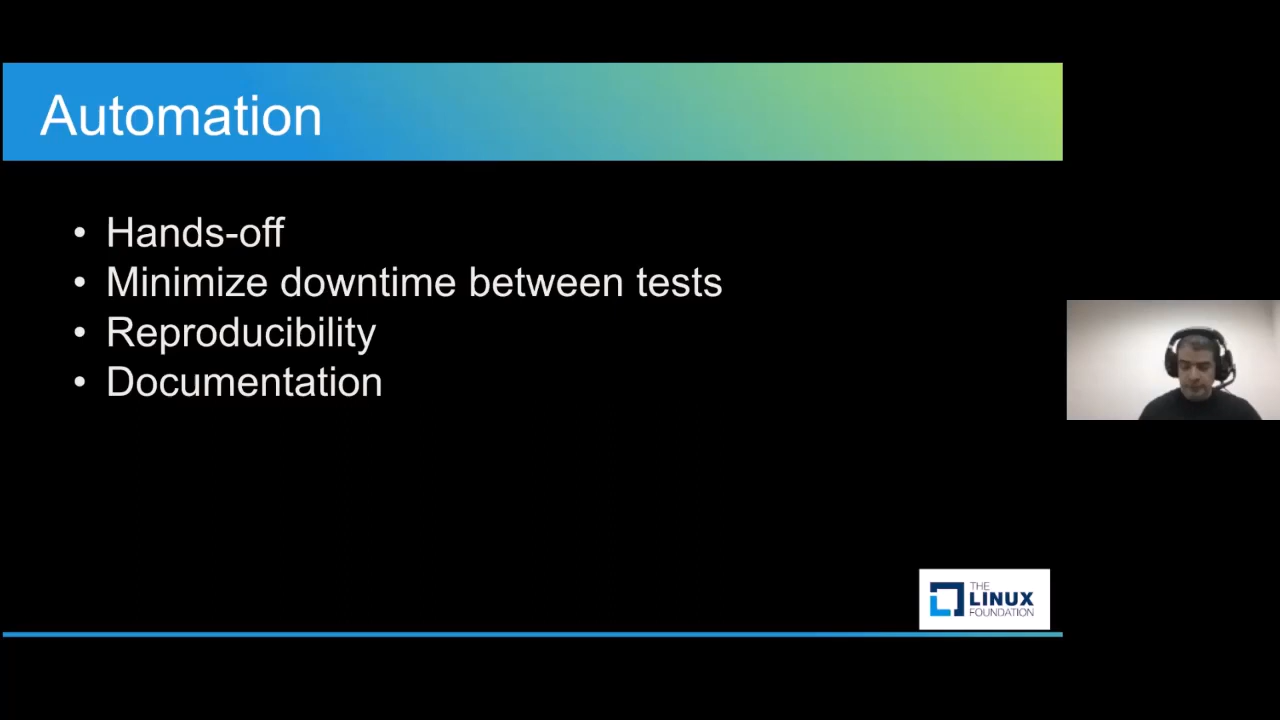 Automation
• Hands-off
• Minimize downtime between tests
• Reproducibility
• Documentation
THE
LINUX
FOUNDATION